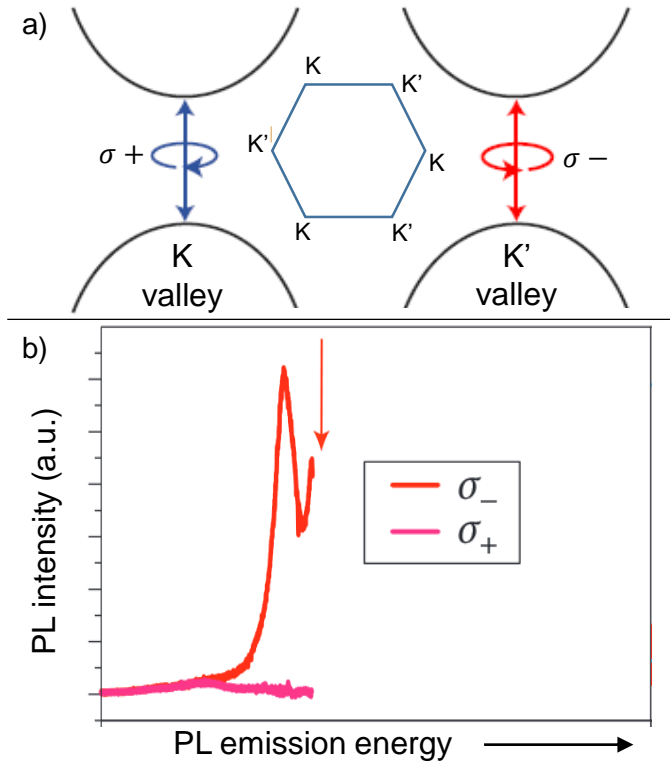 a)
K
K'
σ +
K'
K
σ −
K
K'
K
valley
K'
valley
b)
PL intensity (a.u.)
σ−
σ+
PL emission energy